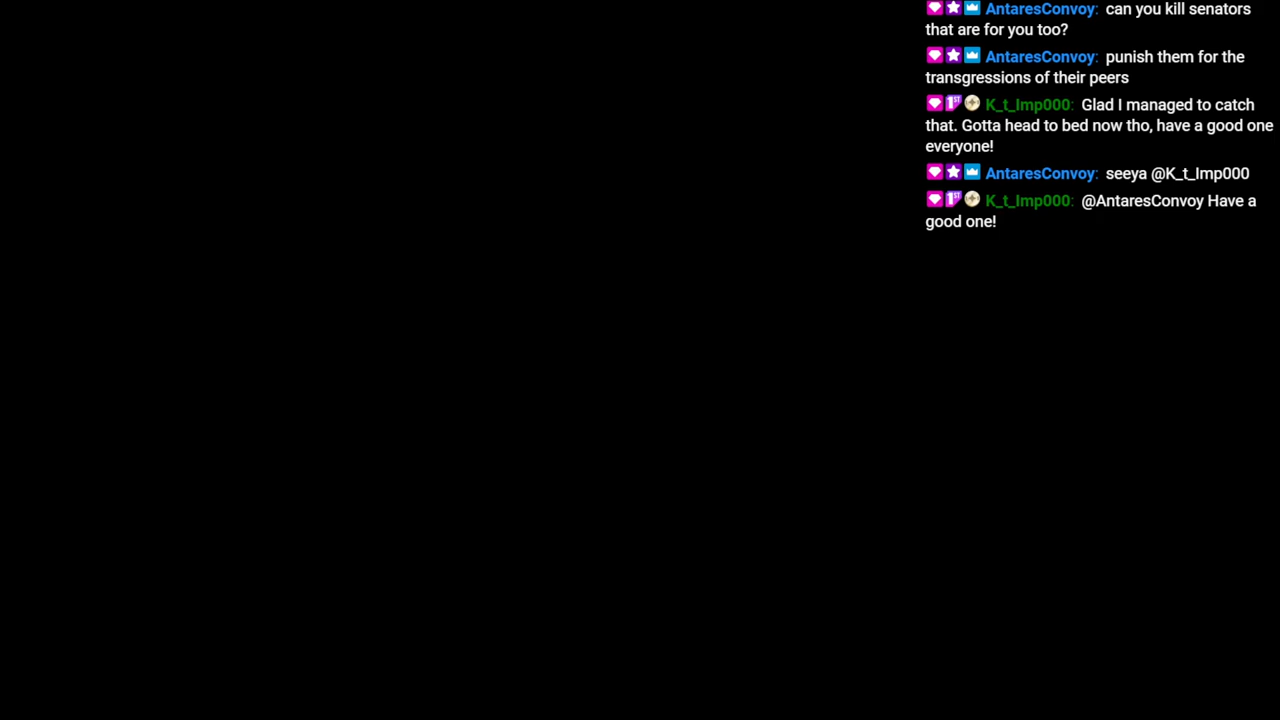 AntaresConvoy: can you kill senators
that are for you too?
AntaresConvoy: punish them for the
transgressions of their peers
K_t_Imp000: Glad I managed to catch
that. Gotta head to bed now tho, have a good one
everyone!
AntaresConvoy: seeya @K_t_Imp000
K_t_Imp000: @AntaresConvoy Have a
good one!